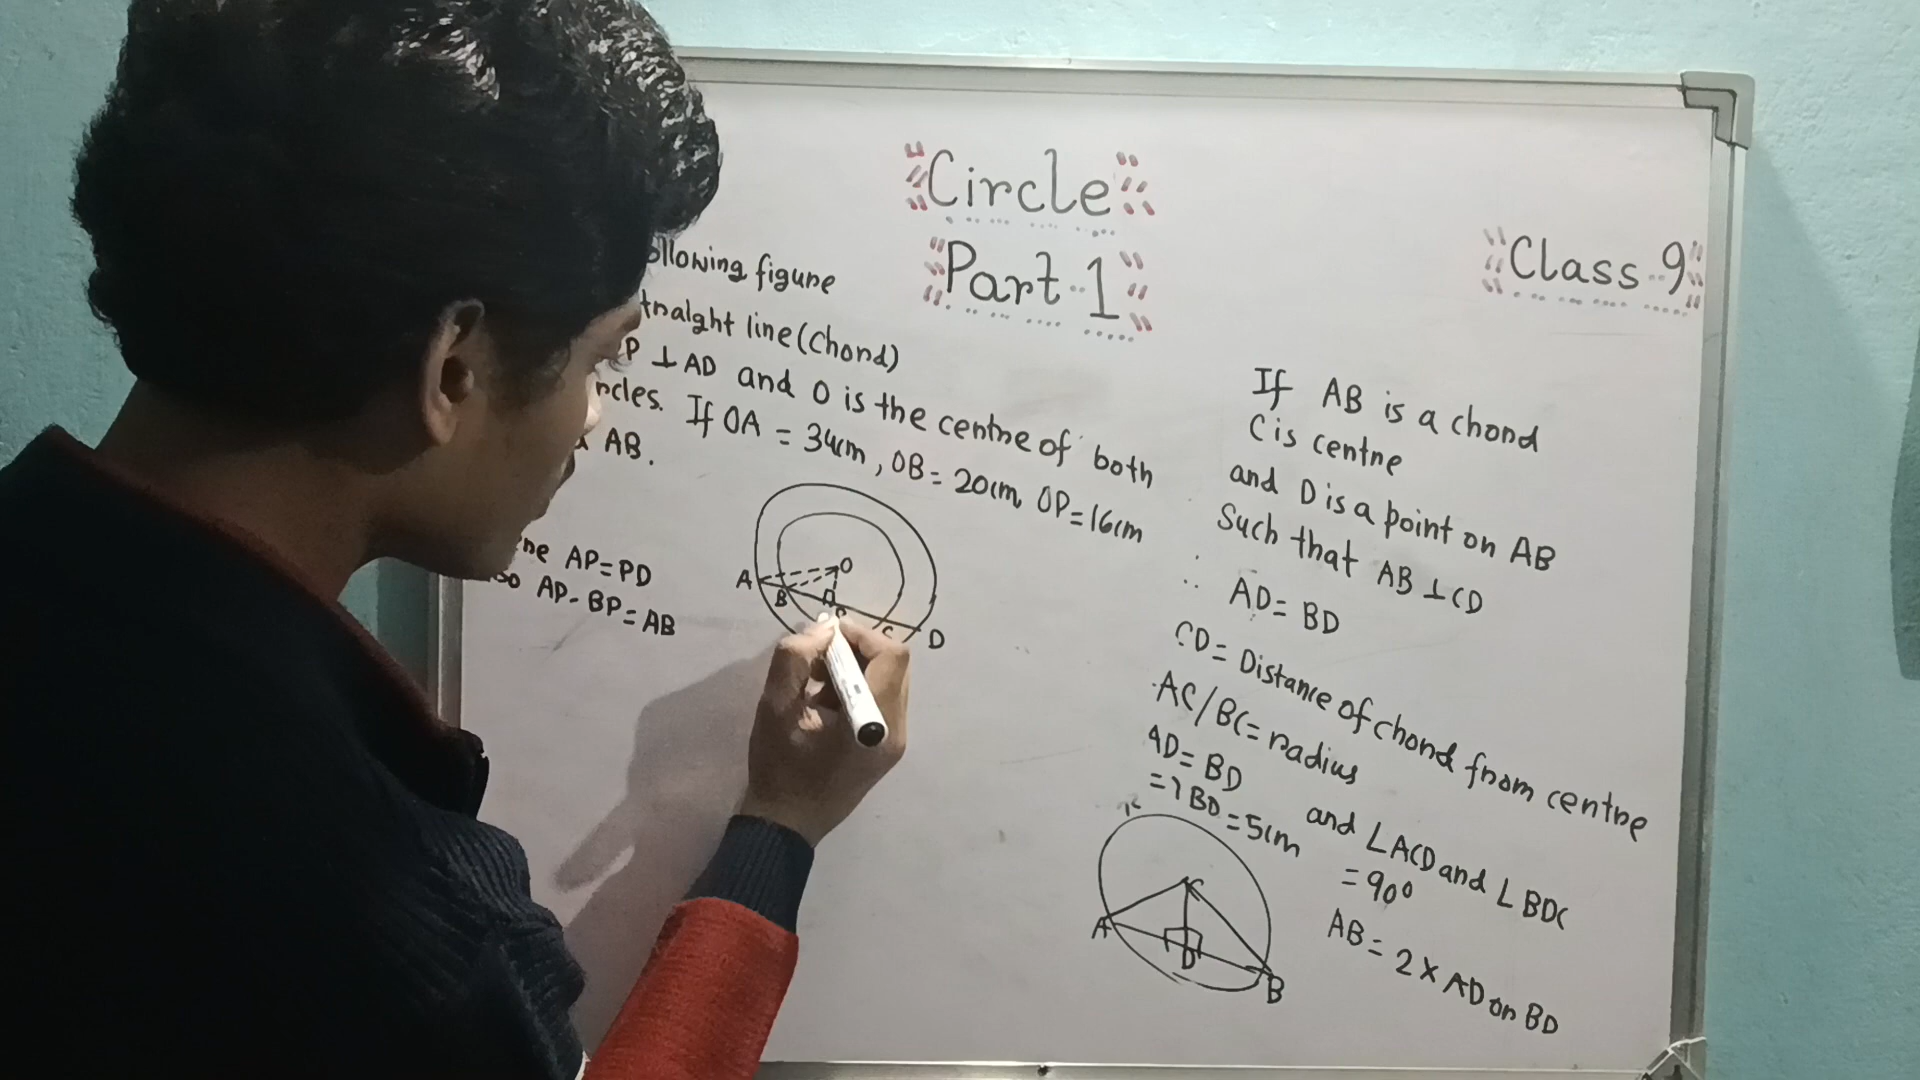 Circle
Part-1
Class-9
ollowing figure
traight line (chord)
P ⊥ AD and O is the centre of both
rcles. If OA = 34cm, OB = 20cm, OP = 16cm
AB.
AP = PD
so AP - BP = AB
O
A
B
P
C
D
If AB is a chord
C is centre
and D is a point on AB
Such that AB ⊥ CD
∴ AD = BD
CD = Distance of chord from centre
AC/BC = radius
AD = BD
=> BD = 5cm
and ∠ACD and ∠BDC
= 90°
AB = 2 × AD or BD
C
A
D
B